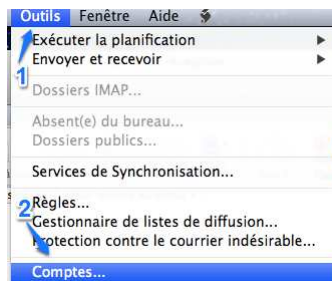 Outils Fenêtre Aide
Exécuter la planification
1
Envoyer et recevoir
Dossiers IMAP...
Absent(e) du bureau...
Dossiers publics...
Services de Synchronisation...
Règles...
2
Gestionnaire de listes de diffusion...
Protection contre le courrier indésirable...
Comptes...